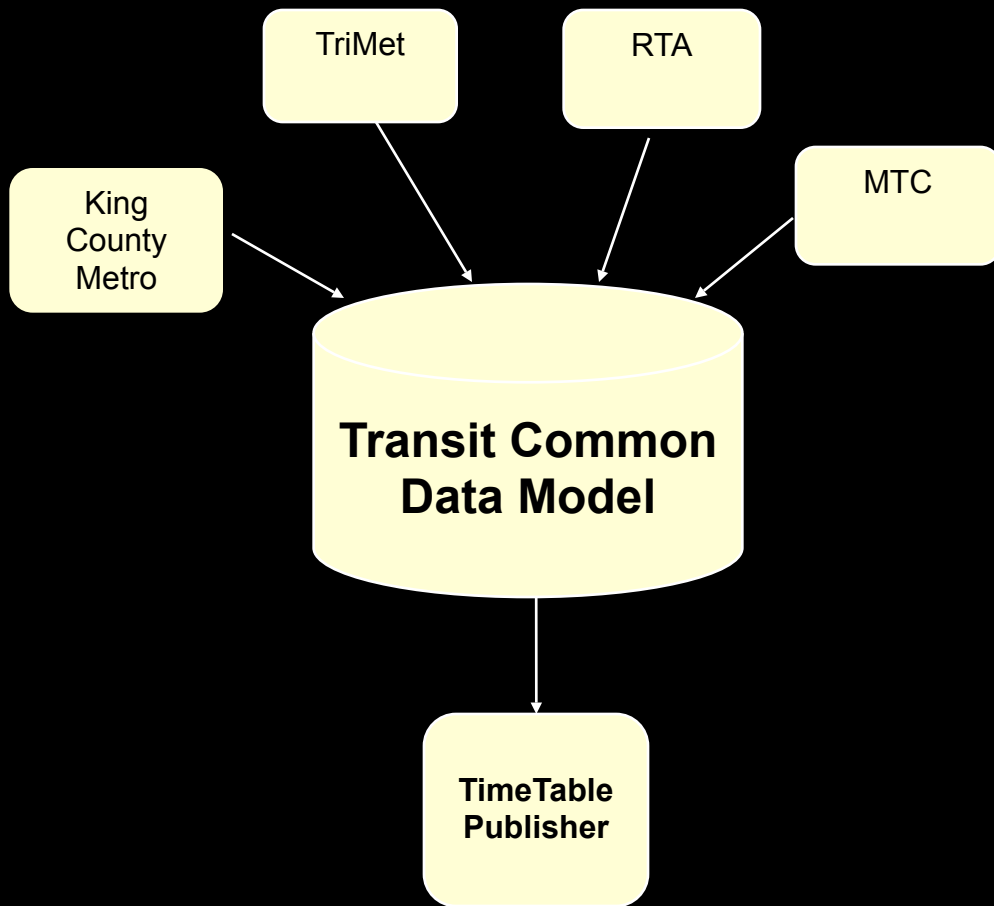 TriMet
RTA
MTC
King
County
Metro
Transit Common
Data Model
TimeTable
Publisher